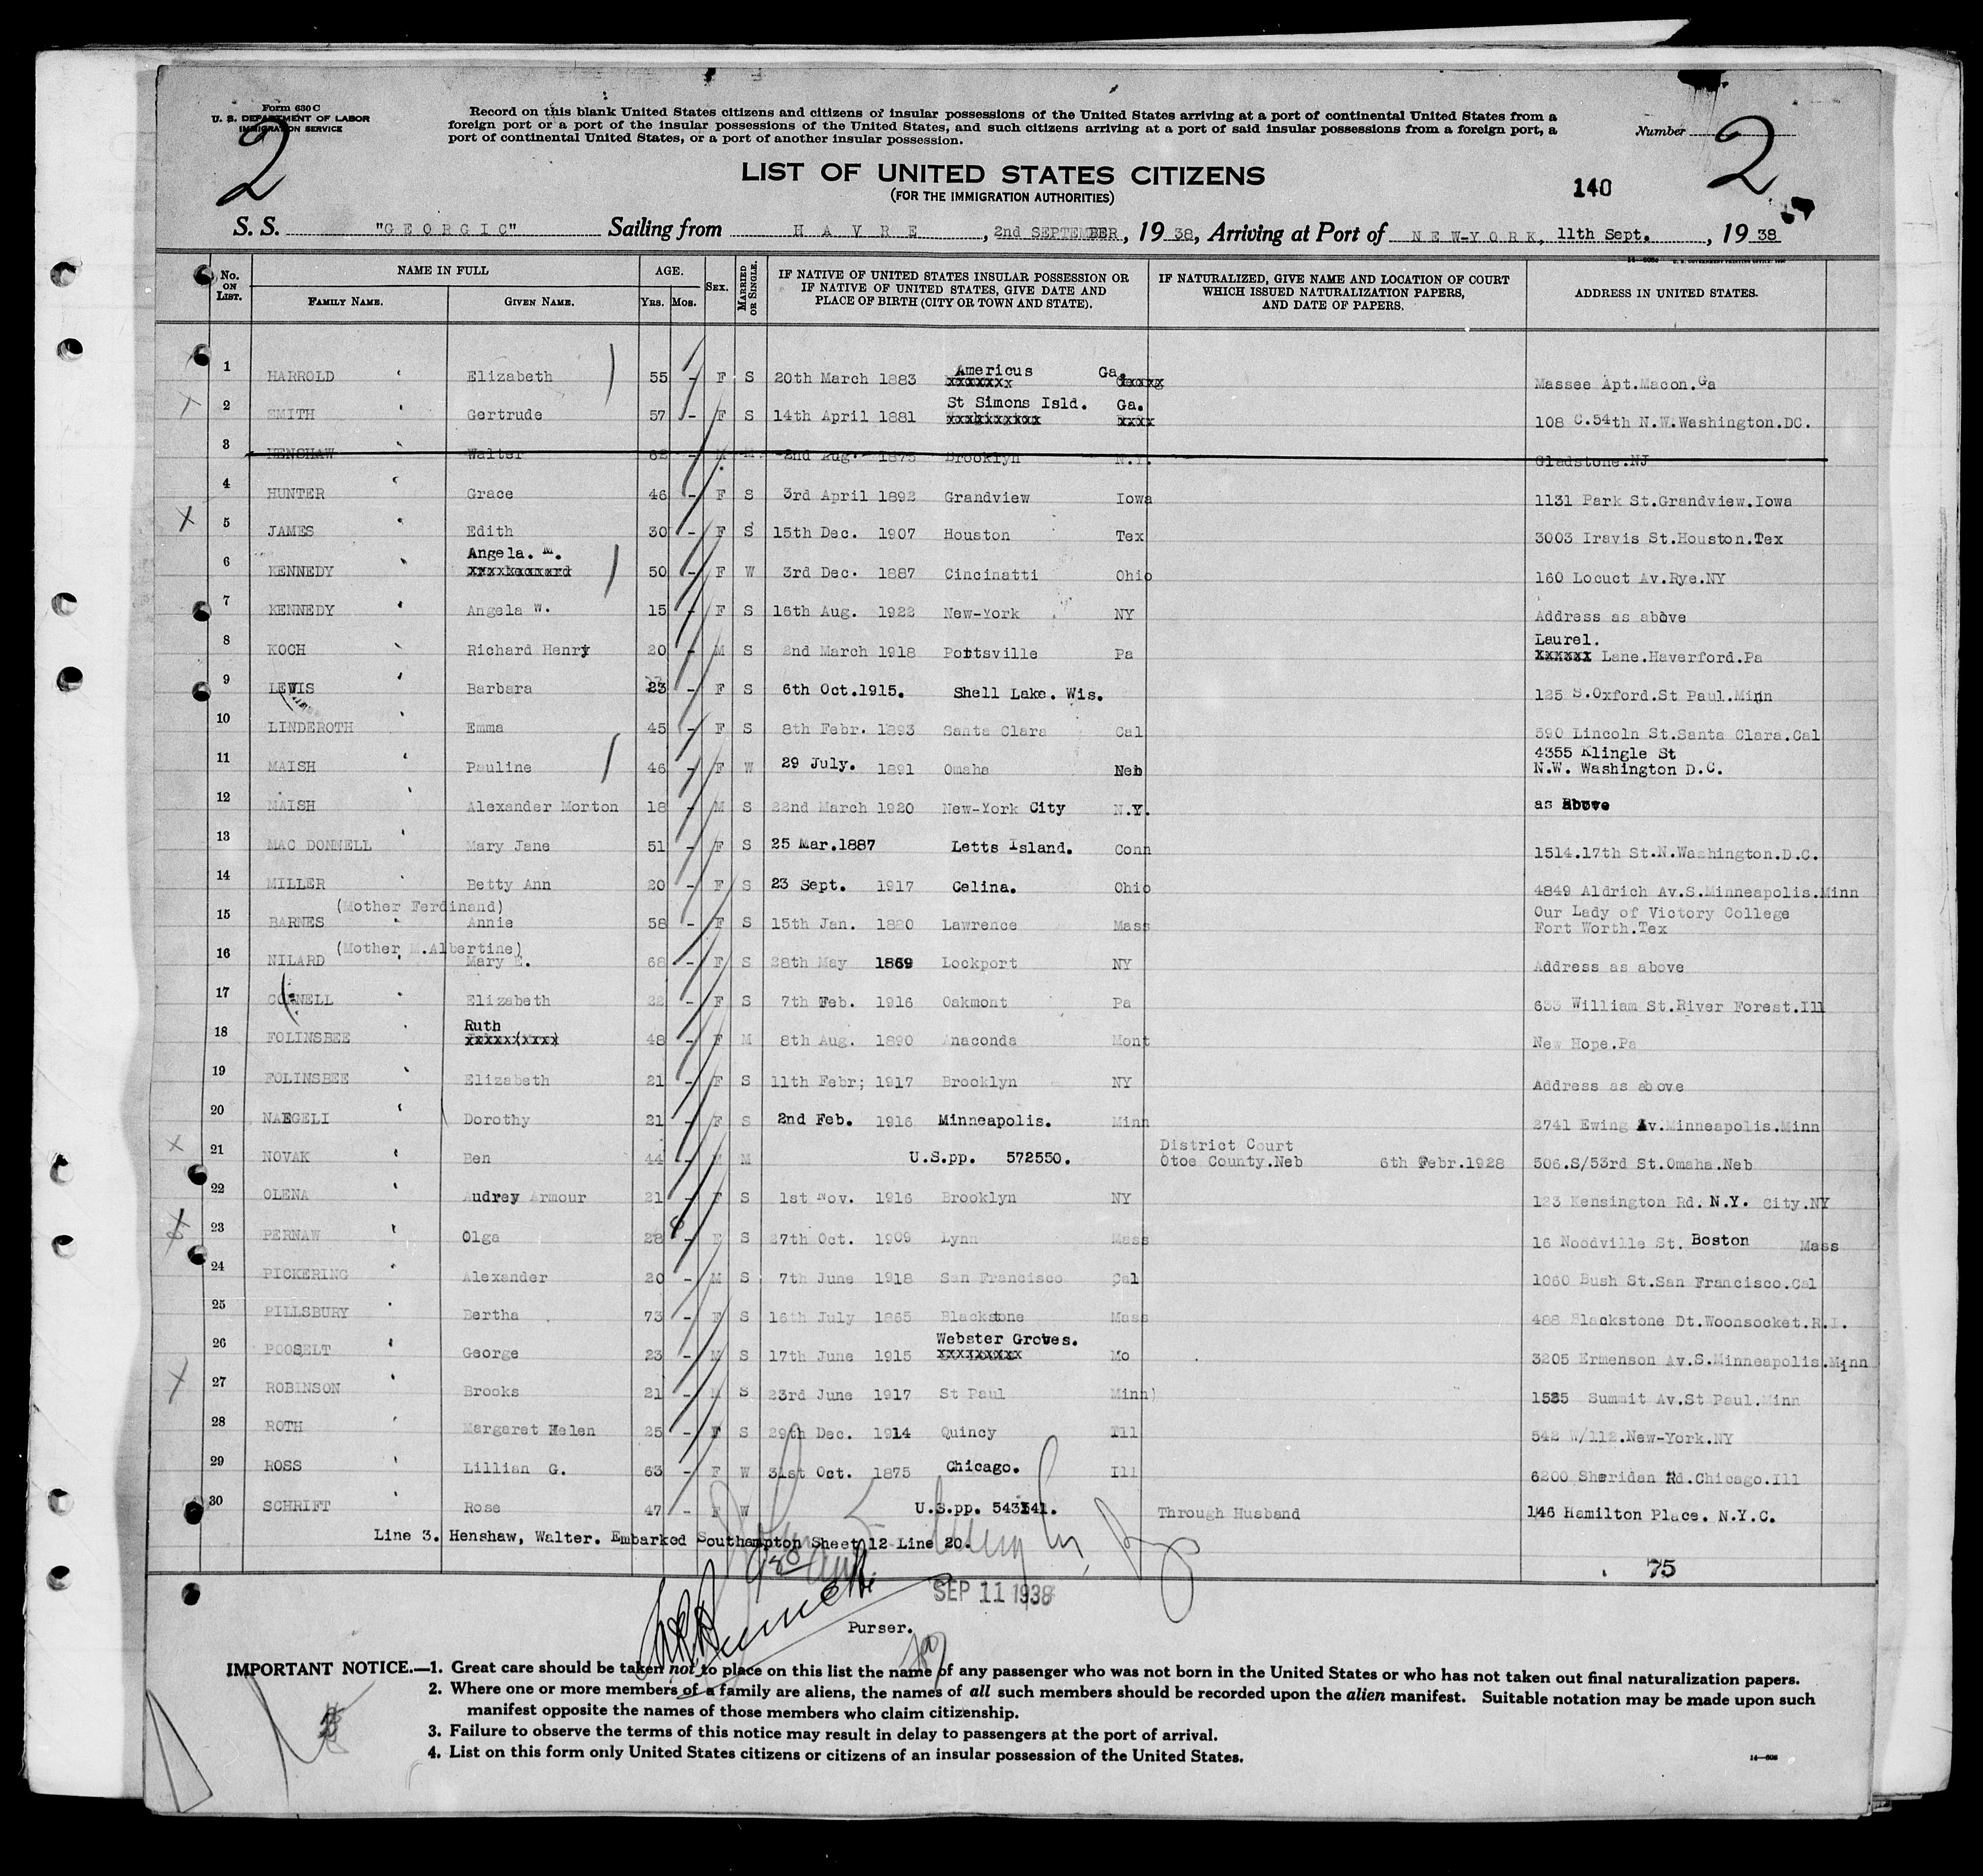 Form 630 C
U. S. DEPARTMENT OF LABOR
IMMIGRATION SERVICE
2
Record on this blank United States citizens and citizens of insular possessions of the United States arriving at a port of continental United States from a
foreign port or a port of the insular possessions of the United States, and such citizens arriving at a port of said insular possessions from a foreign port, a
port of continental United States, or a port of another insular possession.
Number 2
LIST OF UNITED STATES CITIZENS
(FOR THE IMMIGRATION AUTHORITIES)
140
S. S. "GEORGIC" Sailing from HAVRE, 2nd SEPTEMBER, 1938, Arriving at Port of NEW-YORK, 11th Sept., 1938
No. ON LIST. NAME IN FULL FAMILY NAME. GIVEN NAME. AGE. Yrs. Mos. SEX. MARRIED OR SINGLE. IF NATIVE OF UNITED STATES INSULAR POSSESSION OR IF NATIVE OF UNITED STATES, GIVE DATE AND PLACE OF BIRTH (CITY OR TOWN AND STATE). IF NATURALIZED, GIVE NAME AND LOCATION OF COURT WHICH ISSUED NATURALIZATION PAPERS, AND DATE OF PAPERS. ADDRESS IN UNITED STATES.
1 HARROLD Elizabeth 55 - F S 20th March 1883 Americus Ga. Massee Apt.Macon.Ga
2 SMITH Gertrude 57 - F S 14th April 1881 St Simons Isld. Ga. 108 C.54th N.W.Washington.DC.
3 HENSHAW Walter 62 - M M 2nd Aug. 1875 Brooklyn N.Y. Gladstone.NJ
4 HUNTER Grace 46 - F S 3rd April 1892 Grandview Iowa 1131 Park St.Grandview.Iowa
5 JAMES Edith 30 - F S 15th Dec. 1907 Houston Tex 3003 Iravis St.Houston.Tex
6 KENNEDY Angela. M. 50 - F W 3rd Dec. 1887 Cincinatti Ohio 160 Locuct Av.Rye.NY
7 KENNEDY Angela W. 15 - F S 16th Aug. 1922 New-York NY Address as above
8 KOCH Richard Henry 20 - M S 2nd March 1918 Pottsville Pa Laurel. Lane.Haverford.Pa
9 LEWIS Barbara 23 - F S 6th Oct.1915. Shell Lake. Wis. 125 S.Oxford.St Paul.Minn
10 LINDEROTH Emma 45 - F S 8th Febr. 1893 Santa Clara Cal 590 Lincoln St.Santa Clara.Cal
11 MAISH Pauline 46 - F W 29 July. 1891 Omaha Neb 4355 Klingle St N.W. Washington D.C.
12 MAISH Alexander Morton 18 - M S 22nd March 1920 New-York City N.Y. as above
13 MAC DONNELL Mary Jane 51 - F S 25 Mar.1887 Letts Island. Conn 1514.17th St.N.Washington.D.C.
14 MILLER Betty Ann 20 - F S 23 Sept. 1917 Celina. Ohio 4849 Aldrich Av.S.Minneapolis.Minn
15 BARNES (Mother Ferdinand) Annie 58 - F S 15th Jan. 1880 Lawrence Mass Our Lady of Victory College Fort Worth.Tex
16 NILARD (Mother M.Albertine) Mary E. 68 - F S 28th May 1869 Lockport NY Address as above
17 CORNELL Elizabeth 22 - F S 7th Feb. 1916 Oakmont Pa 633 William St.River Forest.Ill
18 FOLINSBEE Ruth 48 - F M 8th Aug. 1890 Anaconda Mont New Hope.Pa
19 FOLINSBEE Elizabeth 21 - F S 11th Febr; 1917 Brooklyn NY Address as above
20 NAEGELI Dorothy 21 - F S 2nd Feb. 1916 Minneapolis. Minn 2741 Ewing Av.Minneapolis.Minn
21 NOVAK Ben 44 - M M U.S.pp. 572550. District Court Otoe County.Neb 6th Febr.1928 506.S/53rd St.Omaha.Neb
22 OLENA Audrey Armour 21 - F S 1st Nov. 1916 Brooklyn NY 123 Kensington Rd. N.Y. City.NY
23 PERNAW Olga 28 F S 27th Oct. 1909 Lynn Mass 16 Noodville St. Boston Mass
24 PICKERING Alexander 20 - M S 7th June 1918 San Francisco Cal 1060 Bush St.San Francisco.Cal
25 PILLSBURY Bertha 73 - F S 16th July 1865 Blackstone Mass 488 Blackstone Dt.Woonsocket.R.I.
26 POOSELT George 23 - M S 17th June 1915 Webster Groves. Mo 3205 Ermenson Av.S.Minneapolis.Minn
27 ROBINSON Brooks 21 - M S 23rd June 1917 St Paul Minn) Summit Av.St Paul.Minn
28 ROTH Margaret Helen 25 - F S 29th Dec. 1914 Quincy Ill 542 W/112.New-York.NY
29 ROSS Lillian G. 63 - F W 31st Oct. 1875 Chicago. Ill 6200 Sheridan Rd.Chicago.Ill
30 SCHRIFT Rose 47 - F W U.S.pp. Through Husband 146 Hamilton Place. N.Y.C.
Line 3. Henshaw, Walter. Embarked Southampton Sheet 12 Line 20.
75
SEP 11 1938
Purser.
IMPORTANT NOTICE.—1. Great care should be taken not to place on this list the name of any passenger who was not born in the United States or who has not taken out final naturalization papers.
2. Where one or more members of a family are aliens, the names of all such members should be recorded upon the alien manifest. Suitable notation may be made upon such
manifest opposite the names of those members who claim citizenship.
3. Failure to observe the terms of this notice may result in delay to passengers at the port of arrival.
4. List on this form only United States citizens or citizens of an insular possession of the United States.
14—608